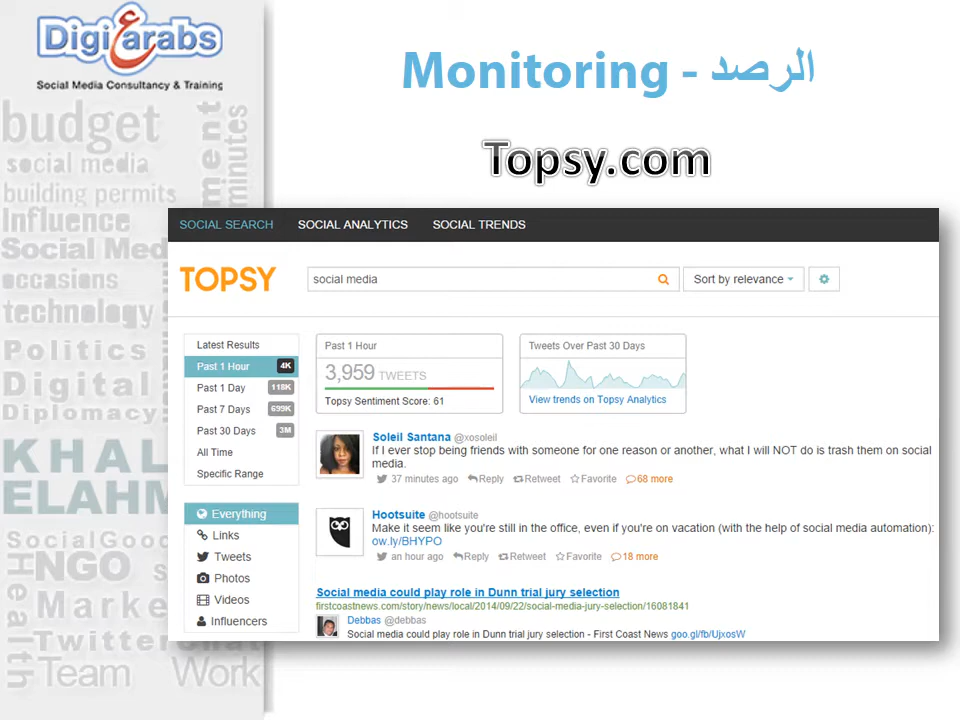 Digi arabs
Social Media Consultancy & Training
Monitoring - الرصد
Topsy.com
budget
social media
building permits
Influence
Social Med
occasions
technology
Politics
Digital
Diplomacy
KHAL
ELAHM
SocialGood
NGO
Marke
Twitter Chat
Team Work
Health
ment
minutes
SOCIAL SEARCH SOCIAL ANALYTICS SOCIAL TRENDS
TOPSY social media Sort by relevance
Latest Results
Past 1 Hour 4K
Past 1 Day 118K
Past 7 Days 699K
Past 30 Days 3M
All Time
Specific Range
Everything
Links
Tweets
Photos
Videos
Influencers
Past 1 Hour
3,959 TWEETS
Topsy Sentiment Score: 61
Tweets Over Past 30 Days
View trends on Topsy Analytics
Soleil Santana @xosoleil
If I ever stop being friends with someone for one reason or another, what I will NOT do is trash them on social
media.
37 minutes ago Reply Retweet Favorite 68 more
Hootsuite @hootsuite
Make it seem like you're still in the office, even if you're on vacation (with the help of social media automation):
ow.ly/BHYPO
an hour ago Reply Retweet Favorite 18 more
Social media could play role in Dunn trial jury selection
firstcoastnews.com/story/news/local/2014/09/22/social-media-jury-selection/16081841
Debbas @debbas
Social media could play role in Dunn trial jury selection - First Coast News goo.gl/fb/UjxosW